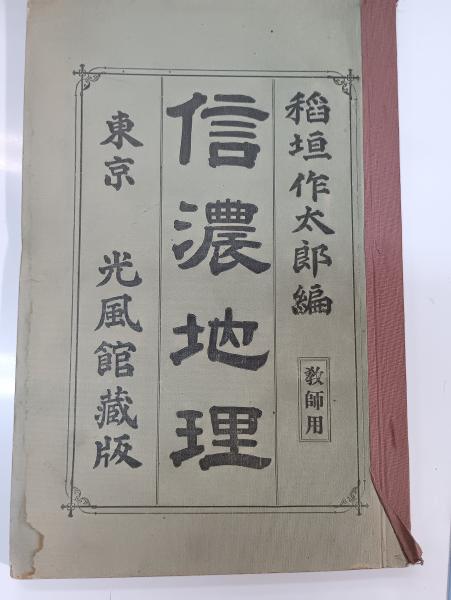 稻垣作太郎編
教師用
信濃地理
東京 光風館藏版